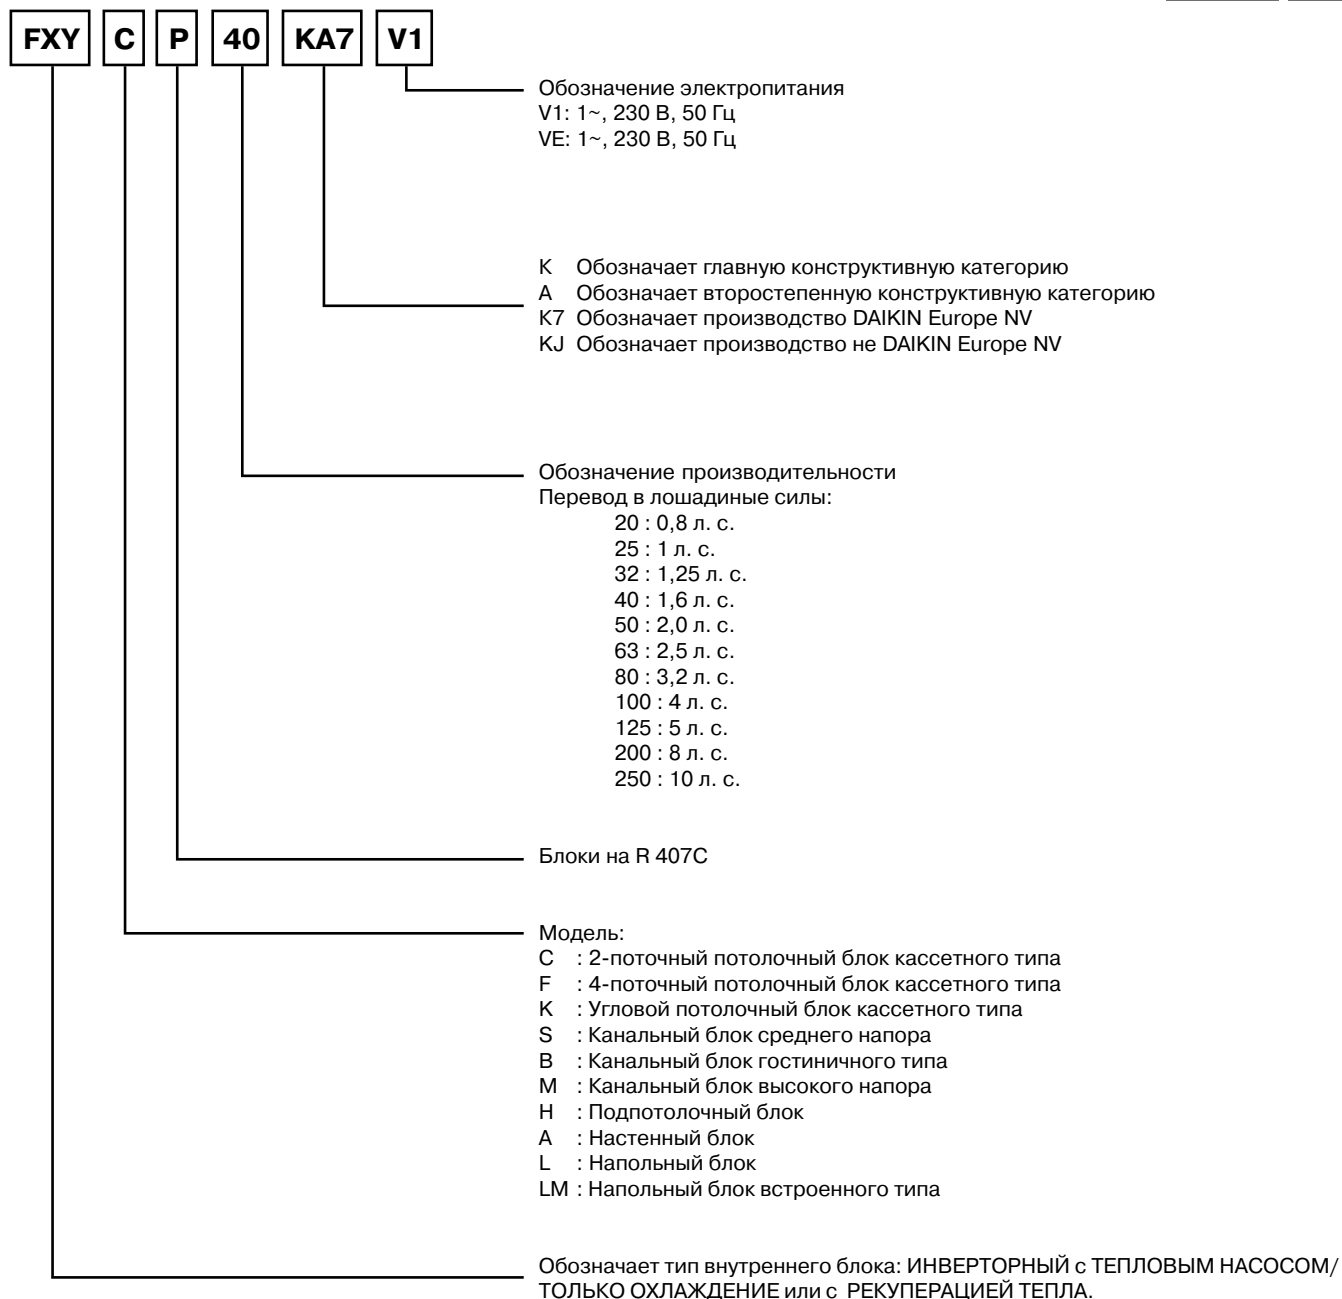 FXY C P 40 KA7 V1
Обозначение электропитания
V1: 1~, 230 В, 50 Гц
VE: 1~, 230 В, 50 Гц
K Обозначает главную конструктивную категорию
A Обозначает второстепенную конструктивную категорию
K7 Обозначает производство DAIKIN Europe NV
KJ Обозначает производство не DAIKIN Europe NV
Обозначение производительности
Перевод в лошадиные силы:
20 : 0,8 л. с.
25 : 1 л. с.
32 : 1,25 л. с.
40 : 1,6 л. с.
50 : 2,0 л. с.
63 : 2,5 л. с.
80 : 3,2 л. с.
100 : 4 л. с.
125 : 5 л. с.
200 : 8 л. с.
250 : 10 л. с.
Блоки на R 407C
Модель:
C : 2-поточный потолочный блок кассетного типа
F : 4-поточный потолочный блок кассетного типа
K : Угловой потолочный блок кассетного типа
S : Канальный блок среднего напора
B : Канальный блок гостиничного типа
M : Канальный блок высокого напора
H : Подпотолочный блок
A : Настенный блок
L : Напольный блок
LM : Напольный блок встроенного типа
Обозначает тип внутреннего блока: ИНВЕРТОРНЫЙ с ТЕПЛОВЫМ НАСОСОМ/
ТОЛЬКО ОХЛАЖДЕНИЕ или с РЕКУПЕРАЦИЕЙ ТЕПЛА.